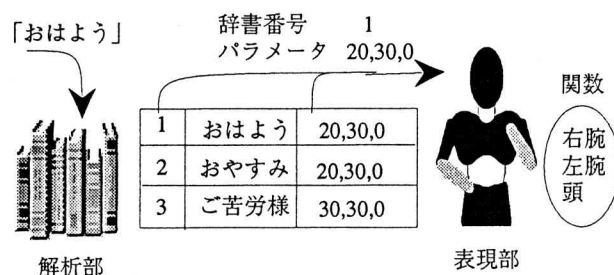 「おはよう」
辞書番号 1
パラメータ 20,30,0
1 おはよう 20,30,0
2 おやすみ 20,30,0
3 ご苦労様 30,30,0
関数
右腕
左腕
頭
解析部
表現部